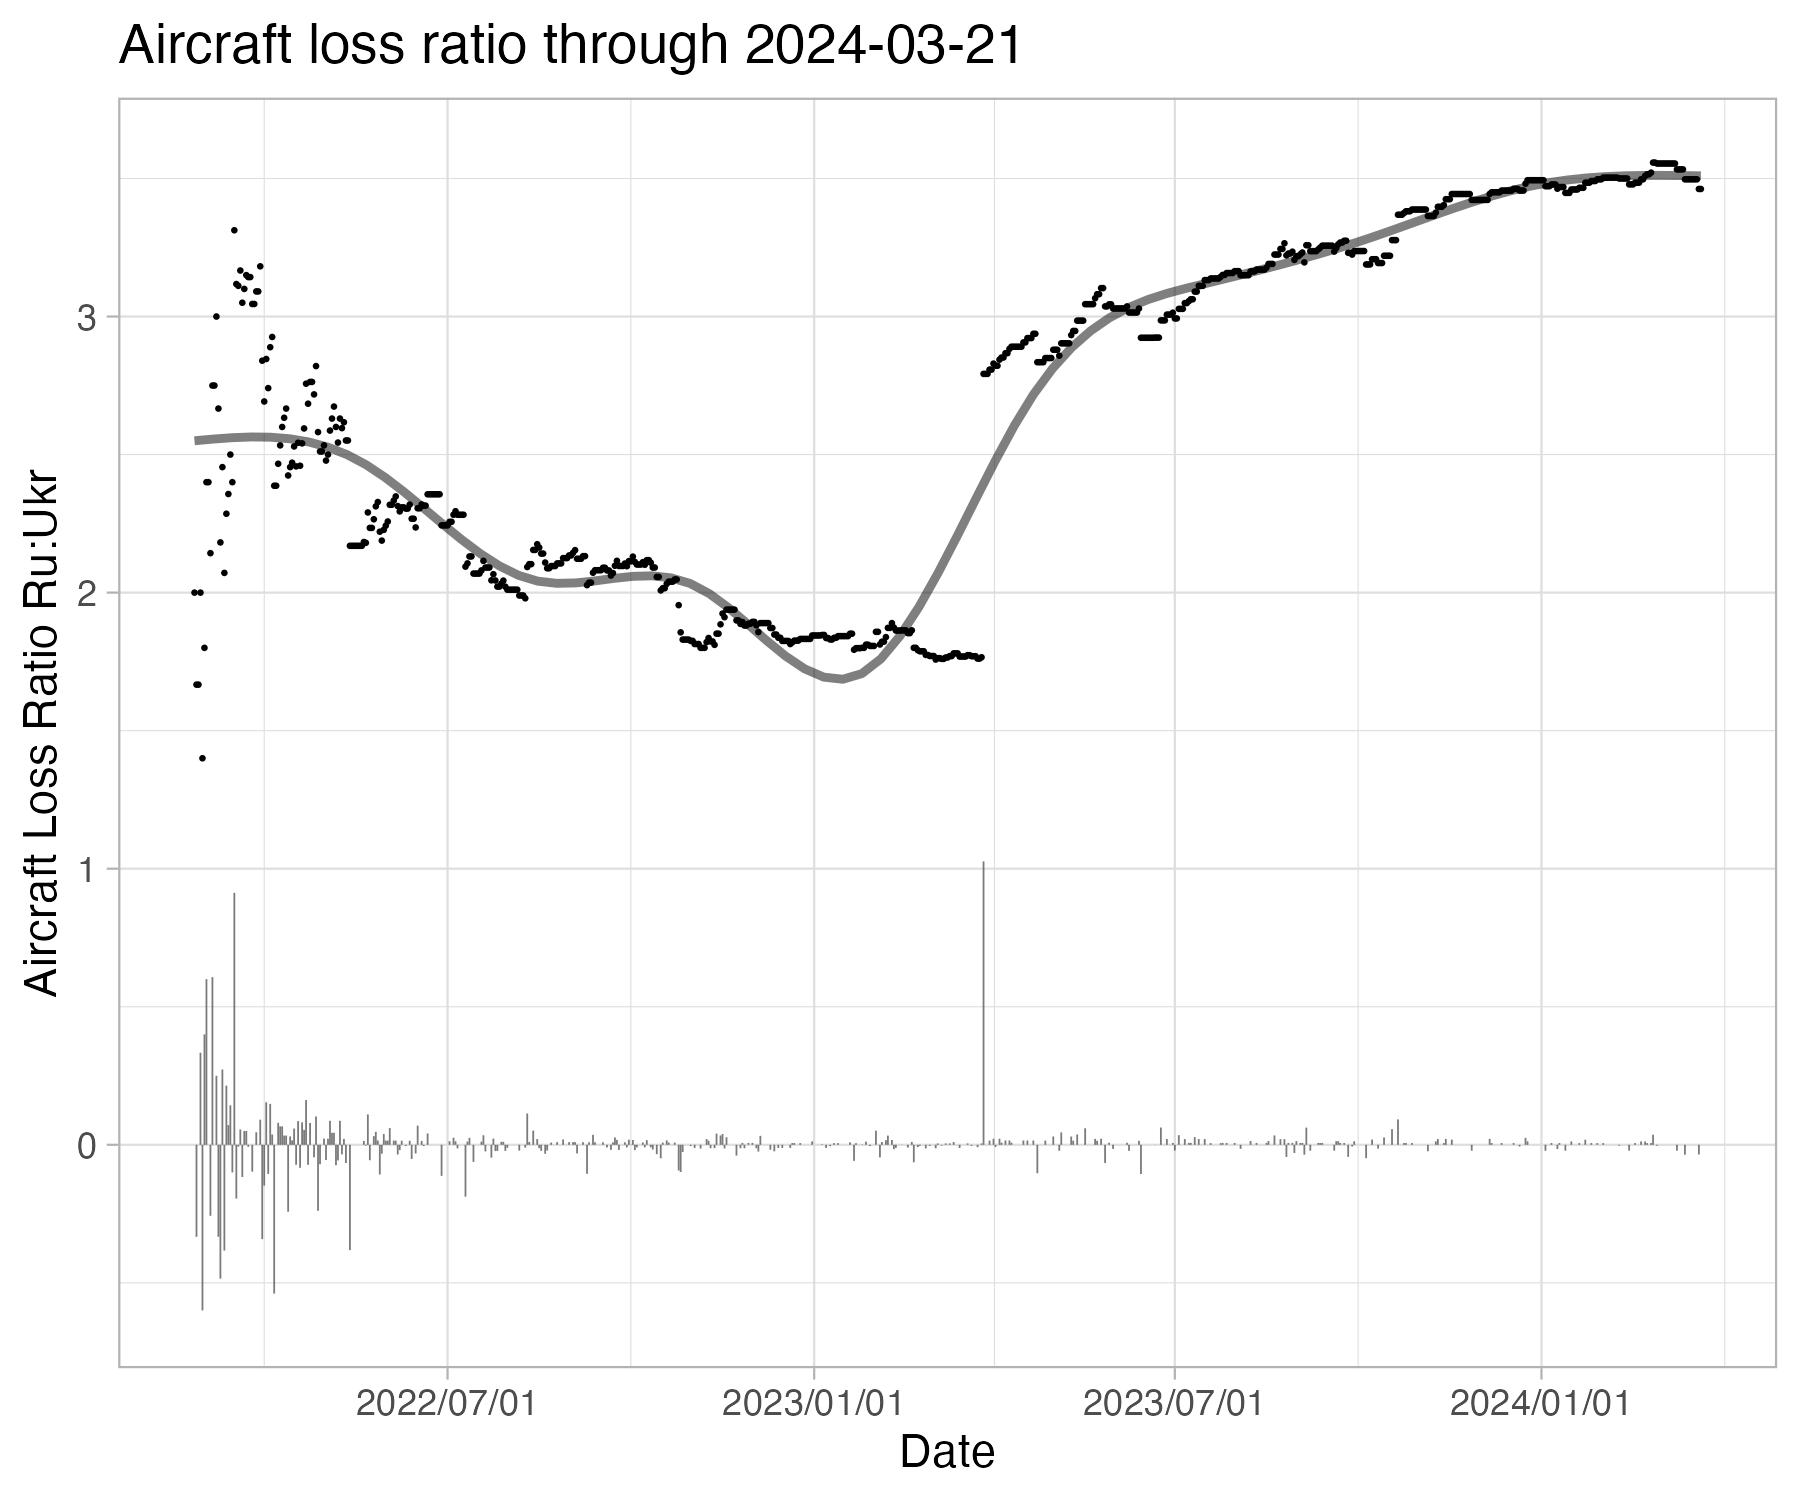 Aircraft loss ratio through 2024-03-21
Aircraft Loss Ratio Ru:Ukr
3
2
1
0
2022/07/01
2023/01/01
2023/07/01
2024/01/01
Date